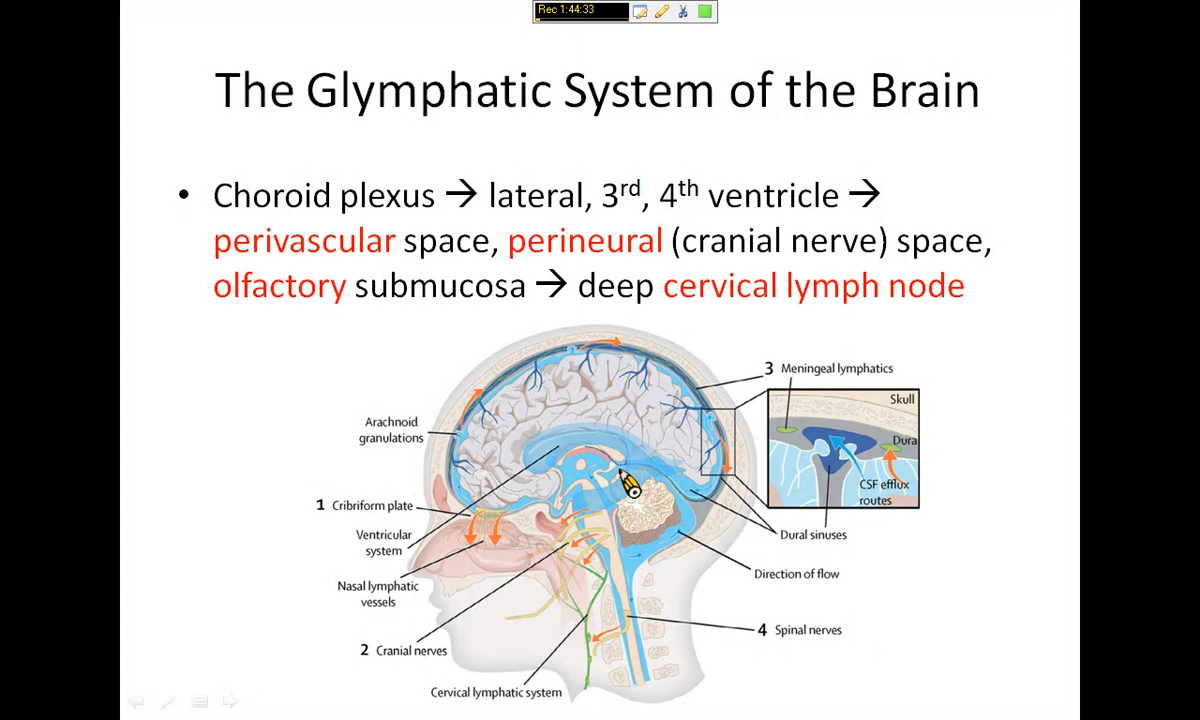 Rec 1:44:33
The Glymphatic System of the Brain
• Choroid plexus → lateral, 3rd, 4th ventricle →
perivascular space, perineural (cranial nerve) space,
olfactory submucosa → deep cervical lymph node
3 Meningeal lymphatics
Skull
Dura
CSF efflux
routes
Arachnoid
granulations
1 Cribriform plate
Ventricular
system
Dural sinuses
Direction of flow
Nasal lymphatic
vessels
4 Spinal nerves
2 Cranial nerves
Cervical lymphatic system